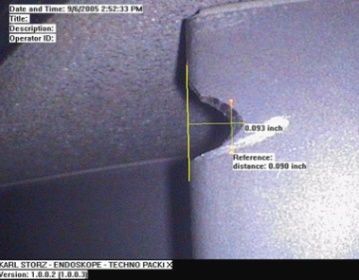 Date and Time: 9/6/2005 2:52:33 PM
Title:
Description:
Operator ID:
0.093 inch
Reference:
distance: 0.090 inch
KARL STORZ - ENDOSKOPE - TECHNO PACK X
Version: 1.0.0.2 [1.0.0.3]